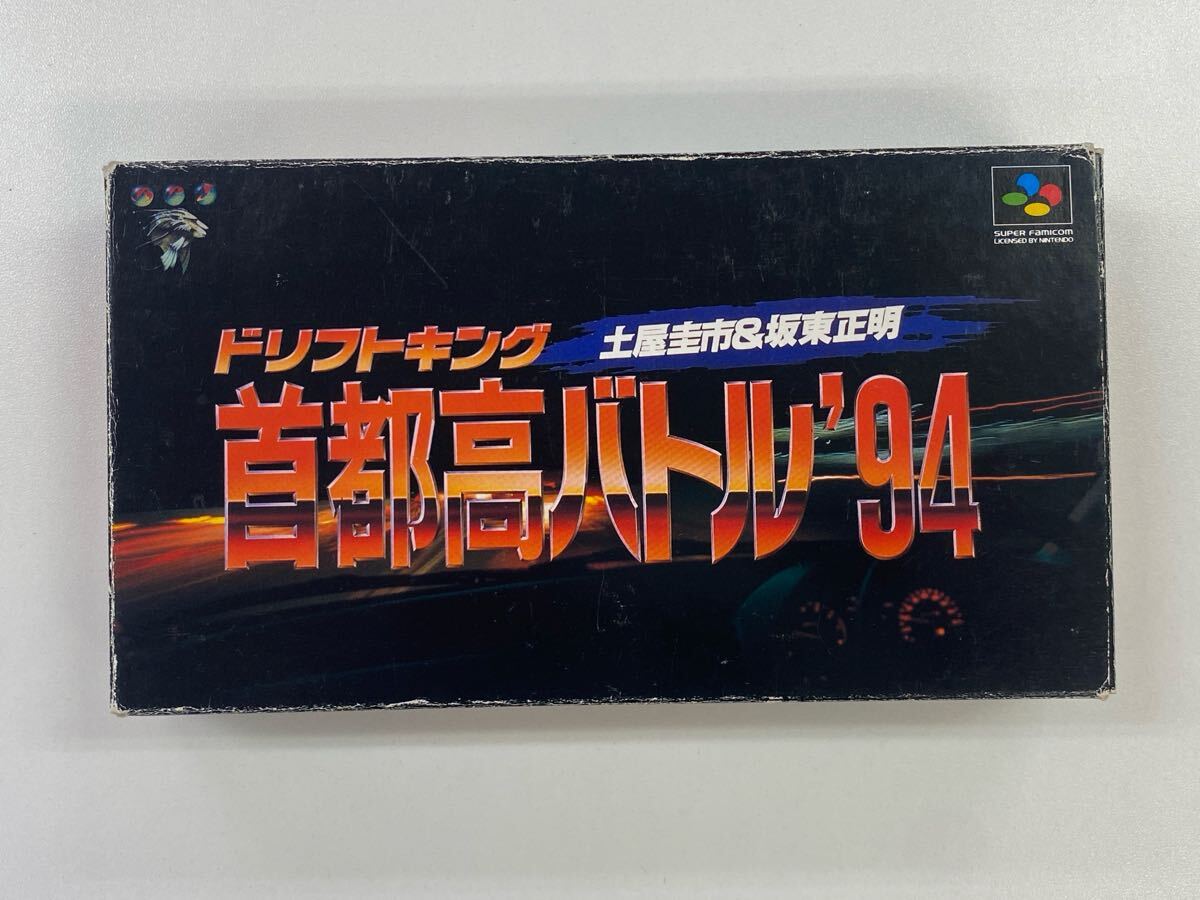 SUPER Famicom
LICENSED BY NINTENDO
ドリフトキング
土屋圭市&坂東正明
首都高バトル'94